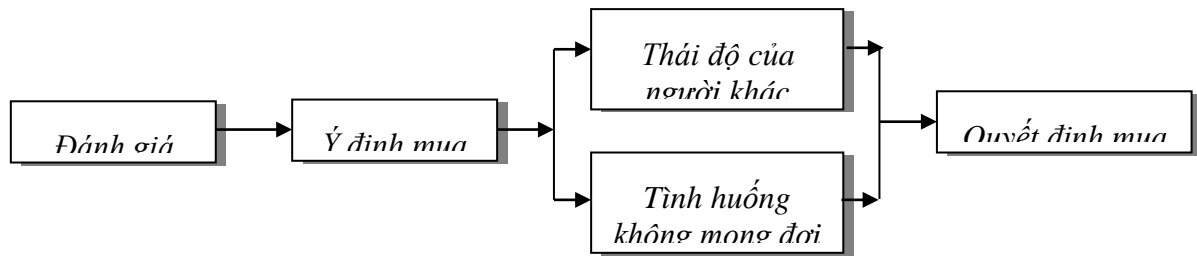 Thái độ của
người khác
Đánh giá
Ý định mua
Quyết định mua
Tình huống
không mong đợi